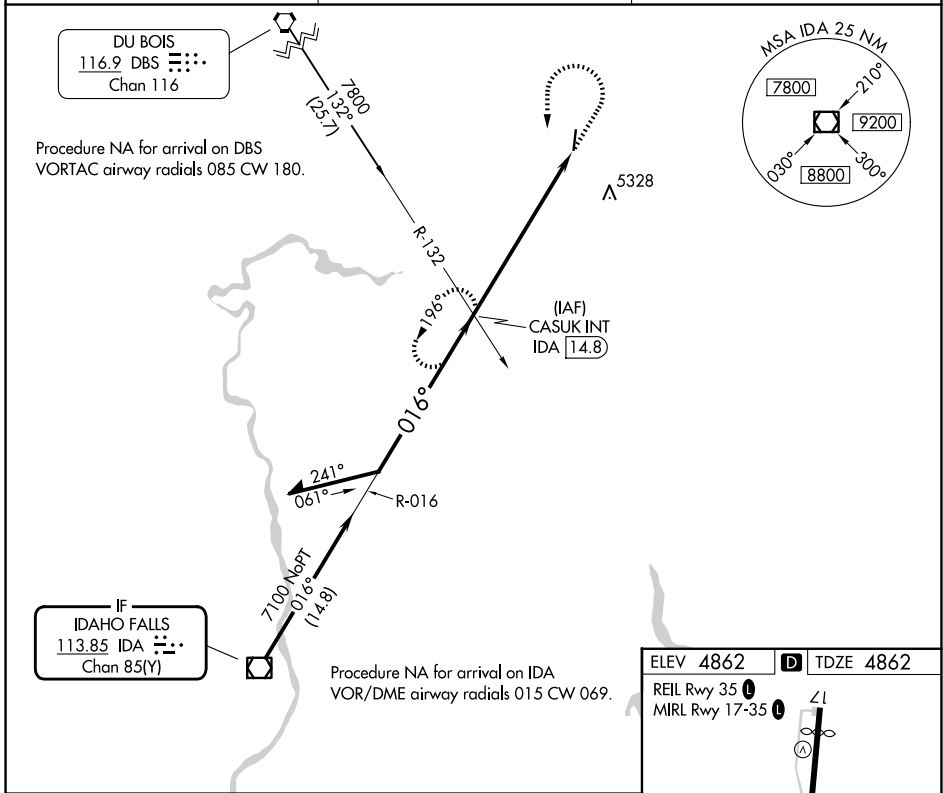 DU BOIS
116.9 DBS
Chan 116
Procedure NA for arrival on DBS
VORTAC airway radials 085 CW 180.
7800
132°
(25.7)
R-132
5328
MSA IDA 25 NM
7800
210°
9200
030°
8800
300°
196°
(IAF)
CASUK INT
IDA 14.8
016°
241°
061°
R-016
7100 NoPT
016°
(14.8)
IF
IDAHO FALLS
113.85 IDA
Chan 85(Y)
Procedure NA for arrival on IDA
VOR/DME airway radials 015 CW 069.
ELEV 4862 D TDZE 4862
REIL Rwy 35 L
MIRL Rwy 17-35 L
17